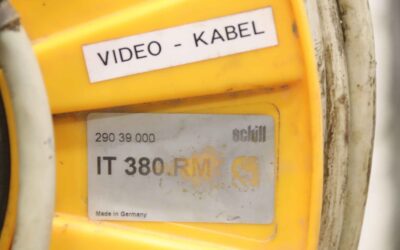 VIDEO - KABEL
290 39 000 schill
IT 380.RM
Made in Germany